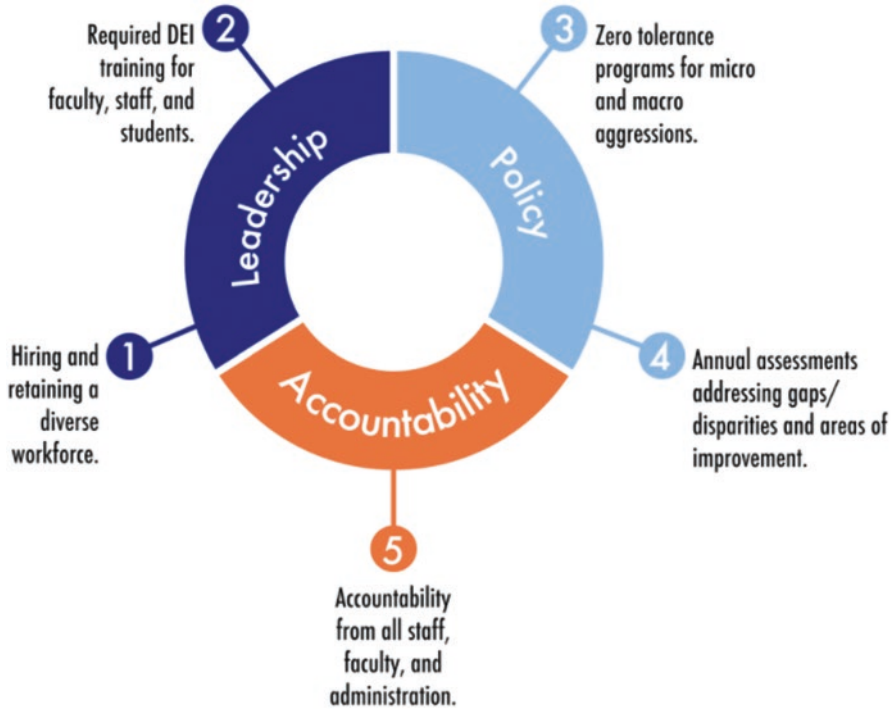 2
Required DEI
training for
faculty, staff, and
students.
3
Zero tolerance
programs for micro
and macro
aggressions.
Leadership
Policy
1
Hiring and
retaining a
diverse
workforce.
4
Annual assessments
addressing gaps/
disparities and areas of
improvement.
Accountability
5
Accountability
from all staff,
faculty, and
administration.